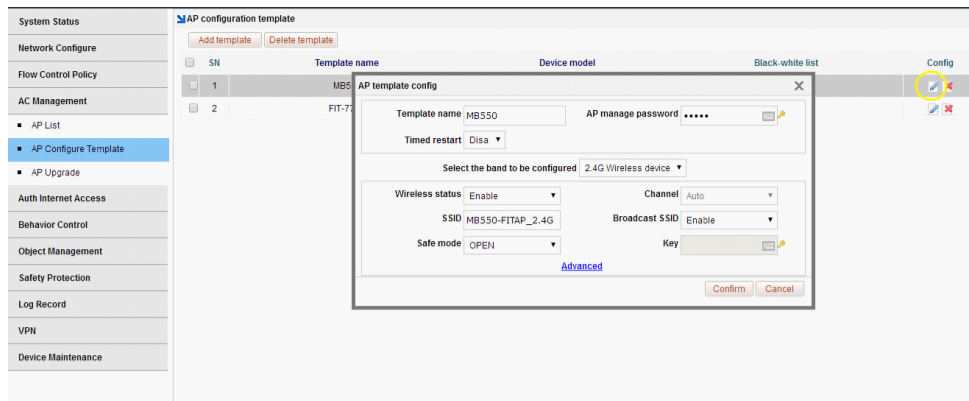 System Status
Network Configure
Flow Control Policy
AC Management
AP List
AP Configure Template
AP Upgrade
Auth Internet Access
Behavior Control
Object Management
Safety Protection
Log Record
VPN
Device Maintenance
AP configuration template
Add template Delete template
SN Template name Device model Black-white list Config
1 MB5
2 FIT-77
AP template config
Template name MB550 AP manage password •••••
Timed restart Disa
Select the band to be configured 2.4G Wireless device
Wireless status Enable Channel Auto
SSID MB550-FITAP_2.4G Broadcast SSID Enable
Safe mode OPEN Key
Advanced
Confirm Cancel